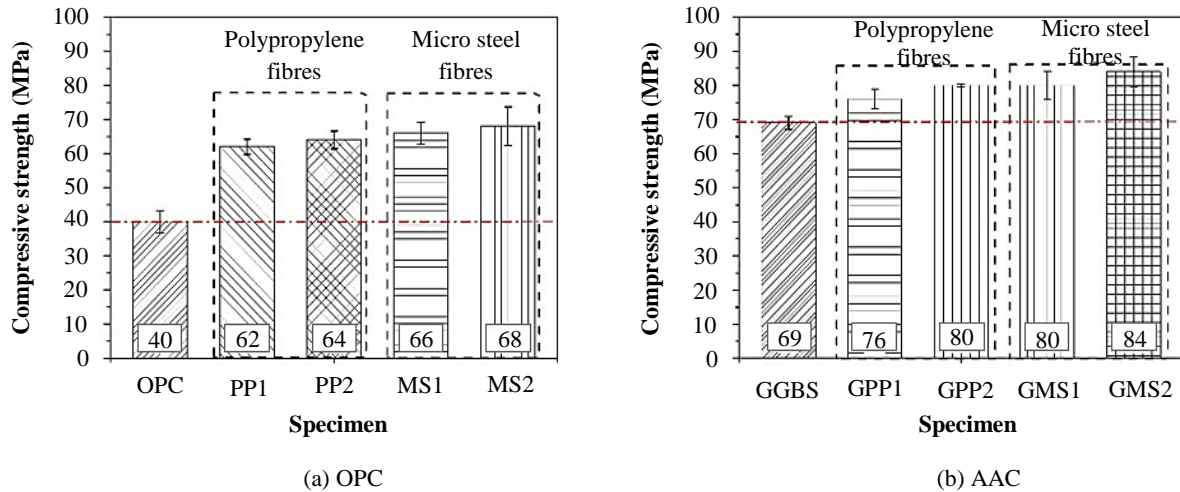 Compressive strength (MPa)
100
90
80
70
60
50
40
30
20
10
0
Polypropylene
fibres
Micro steel
fibres
40
62
64
66
68
OPC
PP1
PP2
MS1
MS2
Specimen
(a) OPC
Compressive strength (MPa)
100
90
80
70
60
50
40
30
20
10
0
Polypropylene
fibres
Micro steel
fibres
69
76
80
80
84
GGBS
GPP1
GPP2
GMS1
GMS2
Specimen
(b) AAC